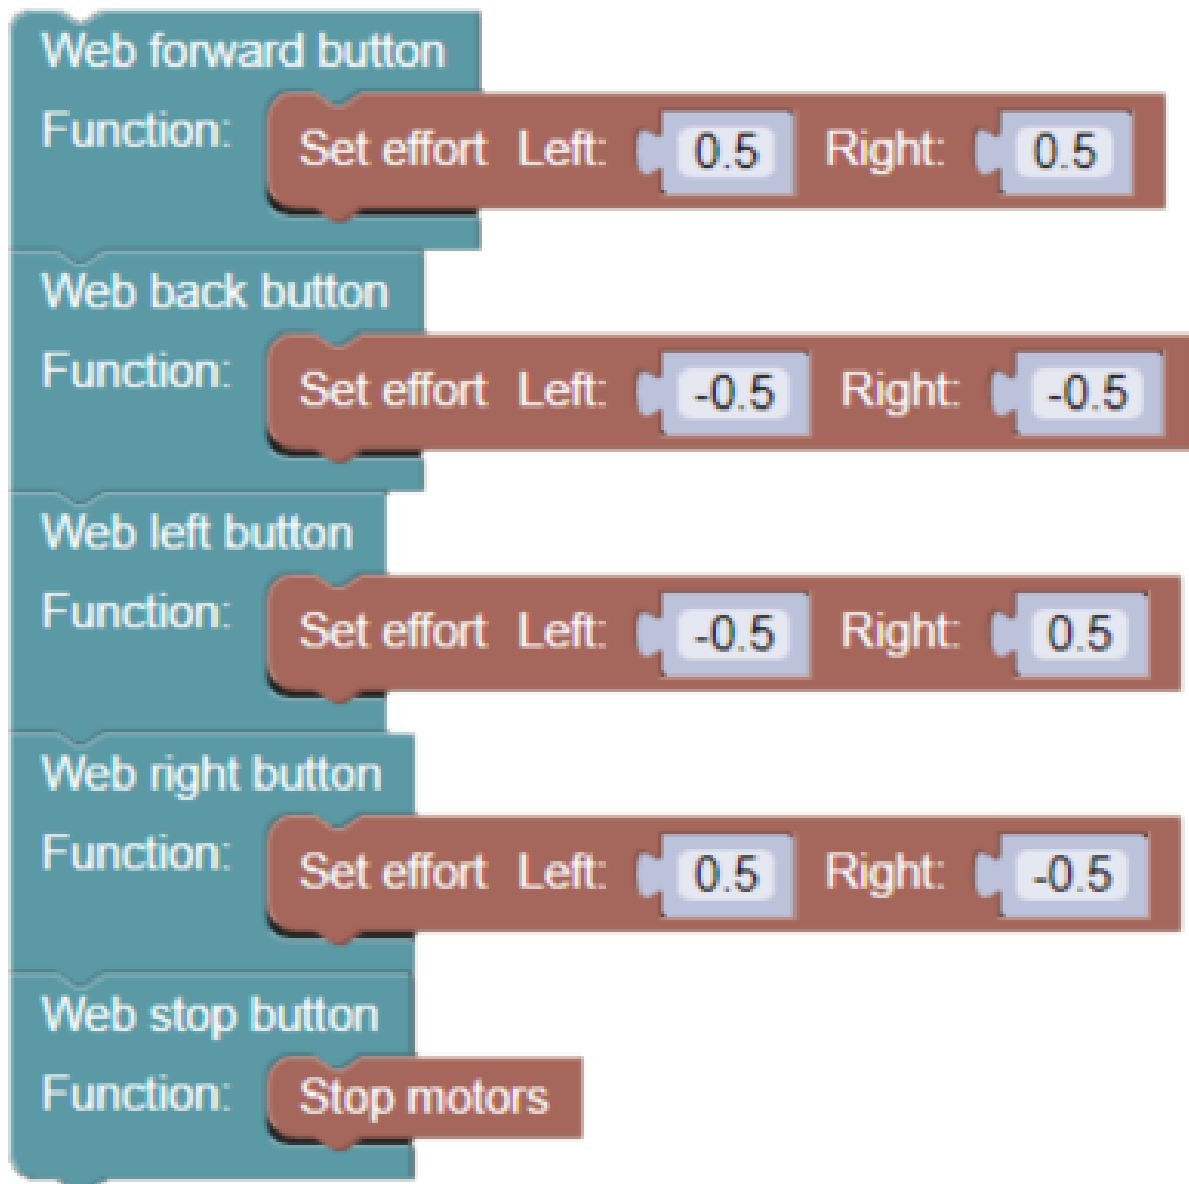 Web forward button
Function: Set effort Left: 0.5 Right: 0.5
Web back button
Function: Set effort Left: -0.5 Right: -0.5
Web left button
Function: Set effort Left: -0.5 Right: 0.5
Web right button
Function: Set effort Left: 0.5 Right: -0.5
Web stop button
Function: Stop motors